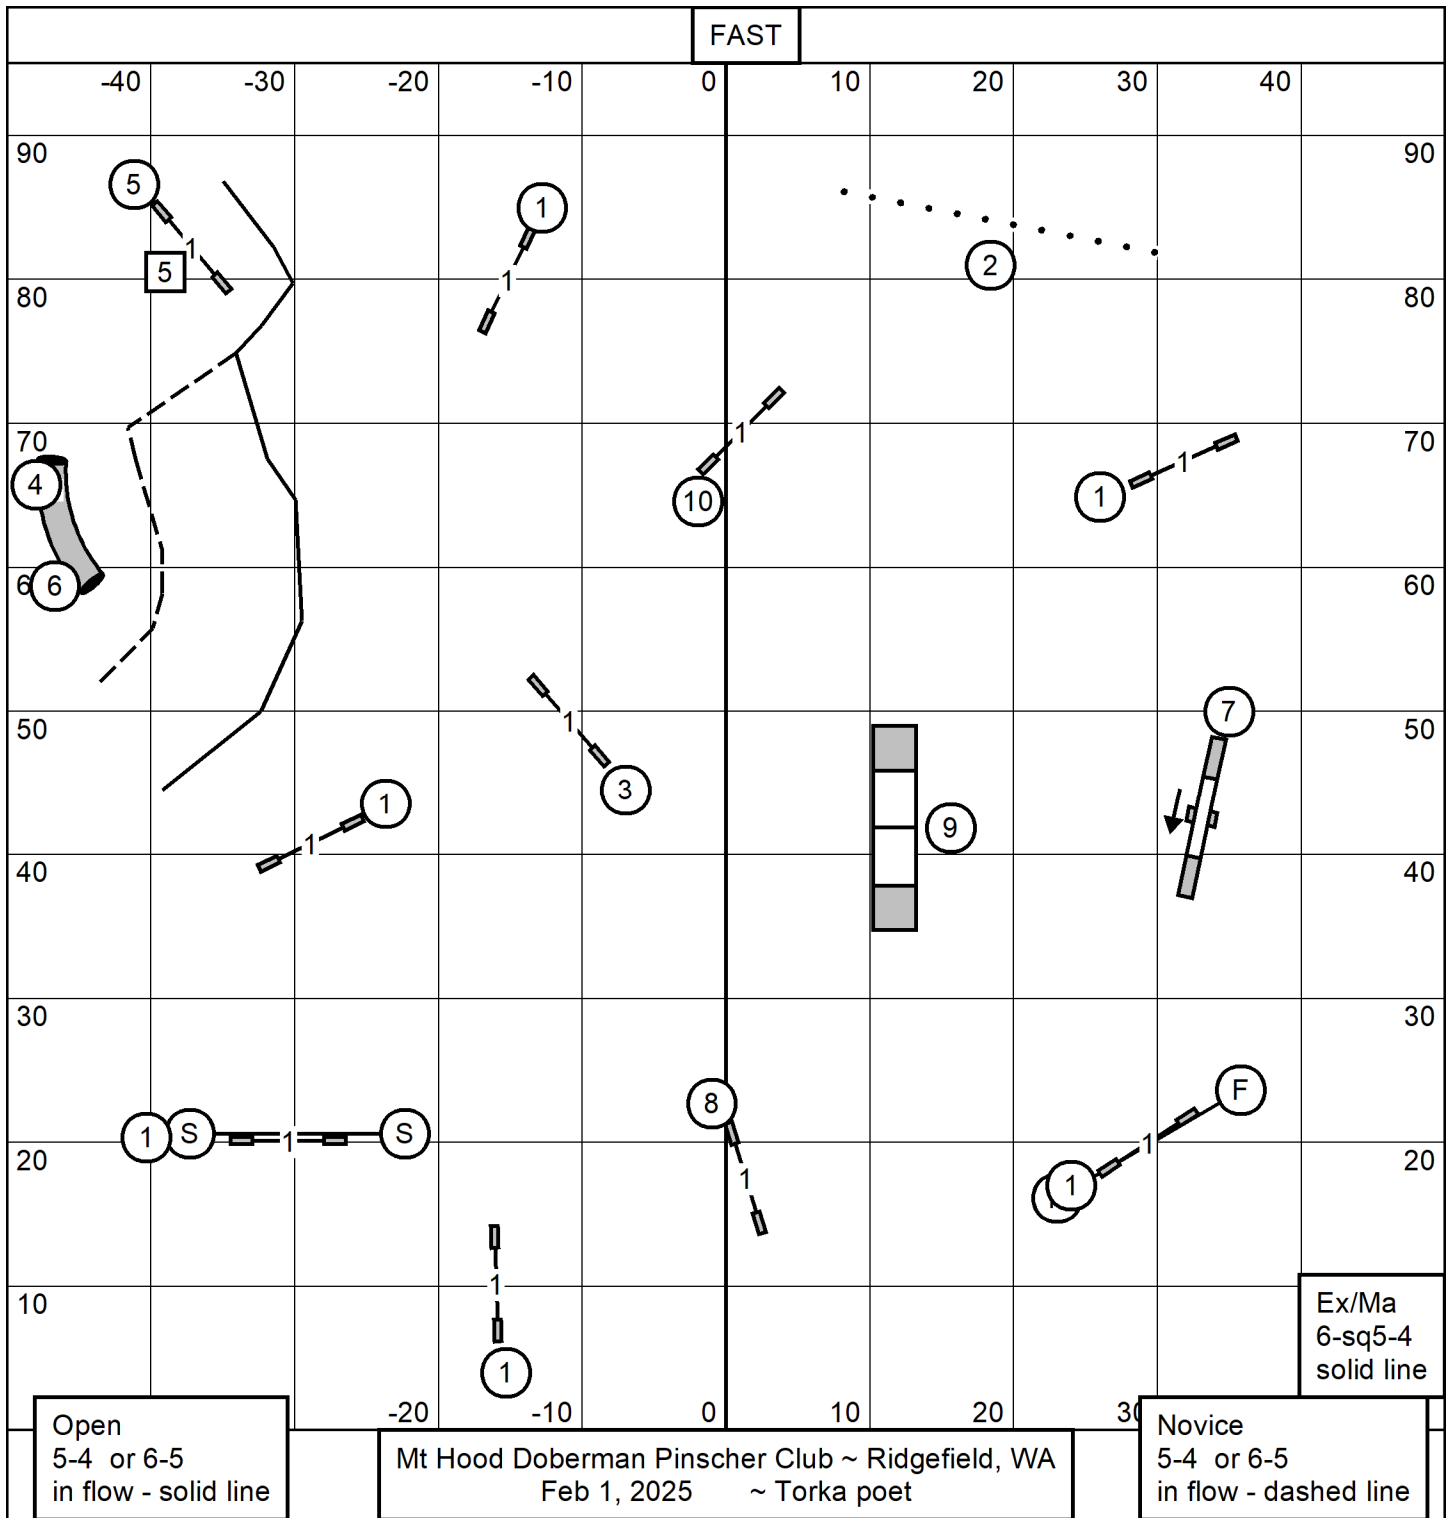 FAST
-40 -30 -20 -10 0 10 20 30 40
90 90
5 1
1 2
5 1
80 80
1
70 1 70
4 10 1 1
6 6 60
7
50 1 50
1 3
1 9
40 40
30 30
8 F
1 S 1 S 1
20 1 20
1
10 1
1
Ex/Ma
6-sq5-4
solid line
-20 -10 0 10 20 30
Open
5-4 or 6-5
in flow - solid line
Mt Hood Doberman Pinscher Club ~ Ridgefield, WA
Feb 1, 2025 ~ Torka poet
Novice
5-4 or 6-5
in flow - dashed line